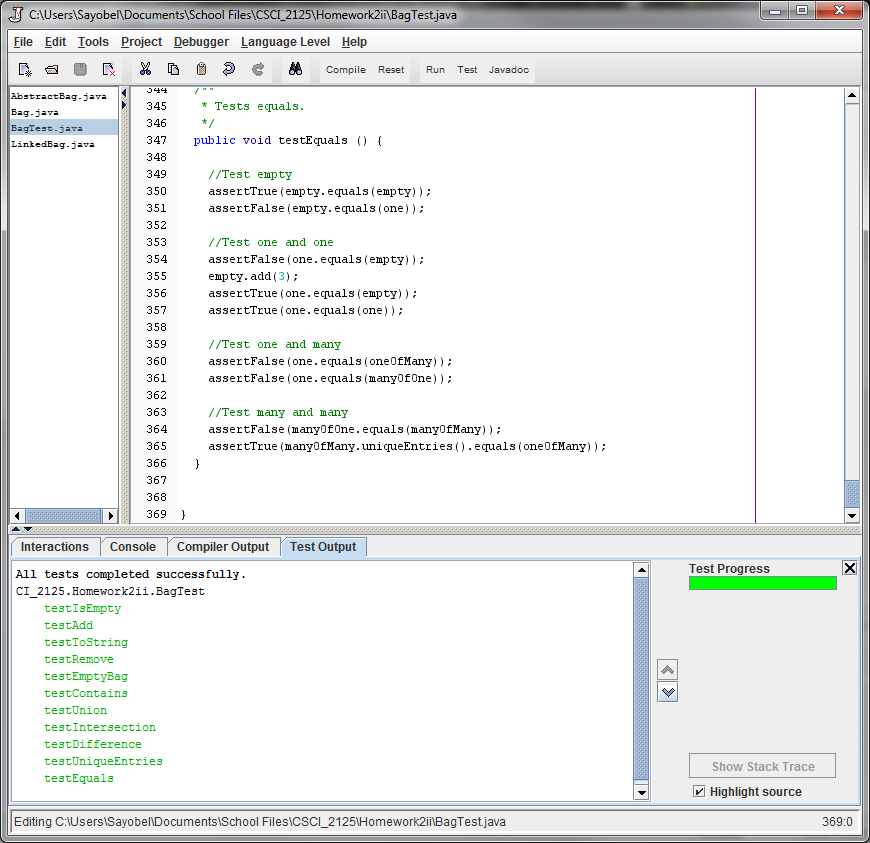 C:\Users\Sayobel\Documents\School Files\CSCI_2125\Homework2ii\BagTest.java
File Edit Tools Project Debugger Language Level Help
Compile Reset Run Test Javadoc
AbstractBag.java
Bag.java
BagTest.java
LinkedBag.java
344 /**
345 * Tests equals.
346 */
347 public void testEquals () {
348
349 //Test empty
350 assertTrue(empty.equals(empty));
351 assertFalse(empty.equals(one));
352
353 //Test one and one
354 assertFalse(one.equals(empty));
355 empty.add(3);
356 assertTrue(one.equals(empty));
357 assertTrue(one.equals(one));
358
359 //Test one and many
360 assertFalse(one.equals(oneOfMany));
361 assertFalse(one.equals(manyOfOne));
362
363 //Test many and many
364 assertFalse(manyOfOne.equals(manyOfMany));
365 assertTrue(manyOfMany.uniqueEntries().equals(oneOfMany));
366 }
367
368
369 }
Interactions Console Compiler Output Test Output
All tests completed successfully.
CI_2125.Homework2ii.BagTest
testIsEmpty
testAdd
testToString
testRemove
testEmptyBag
testContains
testUnion
testIntersection
testDifference
testUniqueEntries
testEquals
Test Progress
Show Stack Trace
Highlight source
Editing C:\Users\Sayobel\Documents\School Files\CSCI_2125\Homework2ii\BagTest.java 369:0